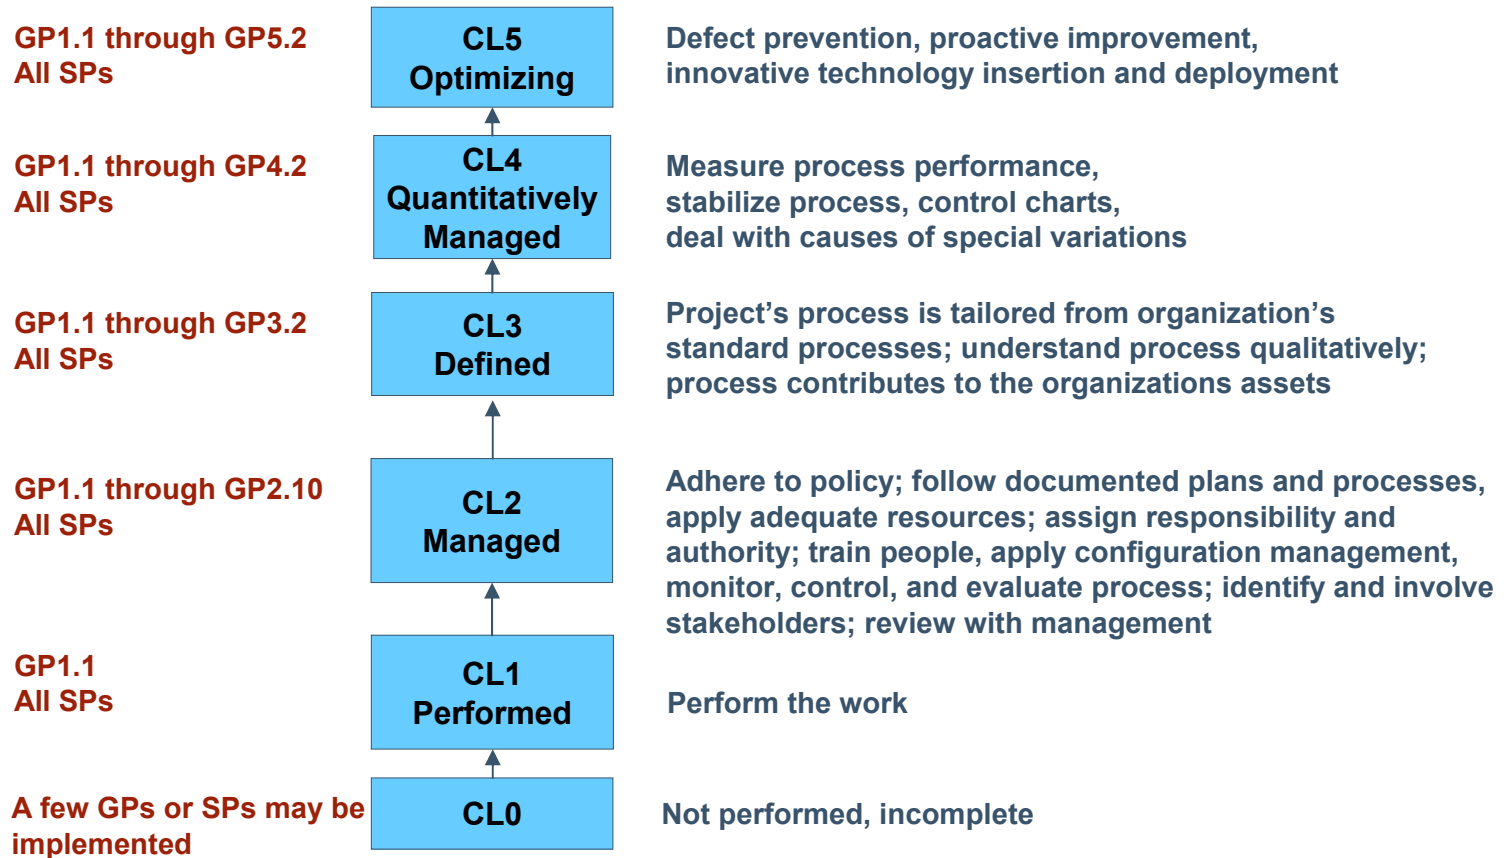 GP1.1 through GP5.2
All SPs
CL5
Optimizing
Defect prevention, proactive improvement,
innovative technology insertion and deployment
GP1.1 through GP4.2
All SPs
CL4
Quantitatively
Managed
Measure process performance,
stabilize process, control charts,
deal with causes of special variations
GP1.1 through GP3.2
All SPs
CL3
Defined
Project’s process is tailored from organization’s
standard processes; understand process qualitatively;
process contributes to the organizations assets
GP1.1 through GP2.10
All SPs
CL2
Managed
Adhere to policy; follow documented plans and processes,
apply adequate resources; assign responsibility and
authority; train people, apply configuration management,
monitor, control, and evaluate process; identify and involve
stakeholders; review with management
GP1.1
All SPs
CL1
Performed
Perform the work
A few GPs or SPs may be
implemented
CL0
Not performed, incomplete